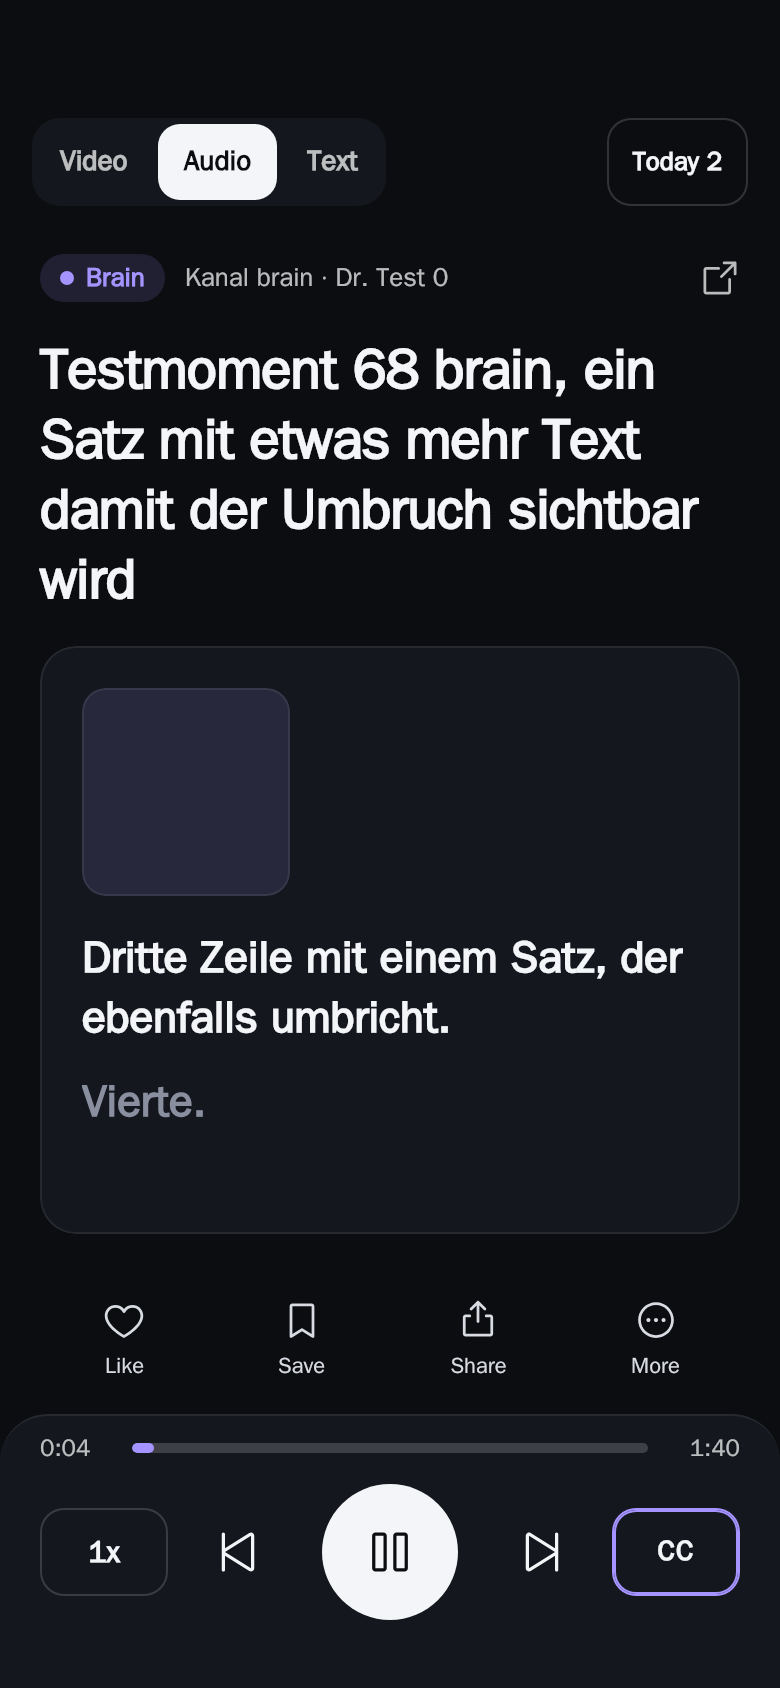 Video Audio Text Today 2
Brain Kanal brain · Dr. Test 0
Testmoment 68 brain, ein
Satz mit etwas mehr Text
damit der Umbruch sichtbar
wird
Dritte Zeile mit einem Satz, der
ebenfalls umbricht.
Vierte.
Like Save Share More
0:04 1:40
1x CC